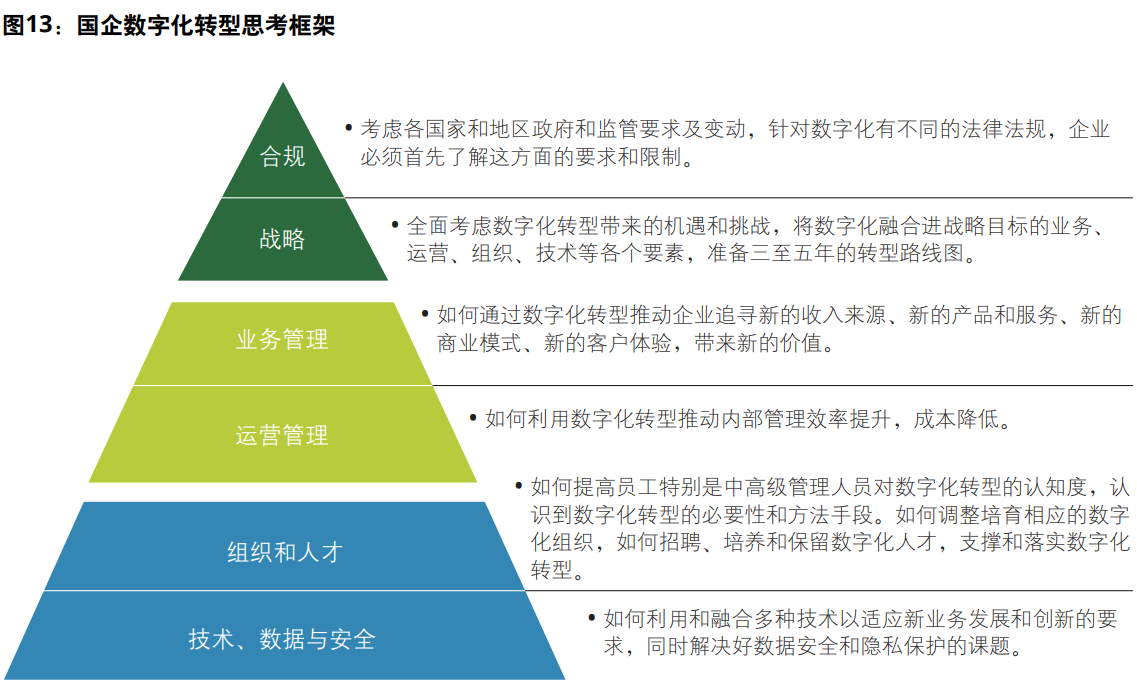 图13：国企数字化转型思考框架
合规
• 考虑各国家和地区政府和监管要求及变动，针对数字化有不同的法律法规，企业
必须首先了解这方面的要求和限制。
战略
• 全面考虑数字化转型带来的机遇和挑战，将数字化融合进战略目标的业务、
运营、组织、技术等各个要素，准备三至五年的转型路线图。
业务管理
• 如何通过数字化转型推动企业追寻新的收入来源、新的产品和服务、新的
商业模式、新的客户体验，带来新的价值。
运营管理
• 如何利用数字化转型推动内部管理效率提升，成本降低。
组织和人才
• 如何提高员工特别是中高级管理人员对数字化转型的认知度，认
识到数字化转型的必要性和方法手段。如何调整培育相应的数字
化组织，如何招聘、培养和保留数字化人才，支撑和落实数字化
转型。
技术、数据与安全
• 如何利用和融合多种技术以适应新业务发展和创新的要
求，同时解决好数据安全和隐私保护的课题。